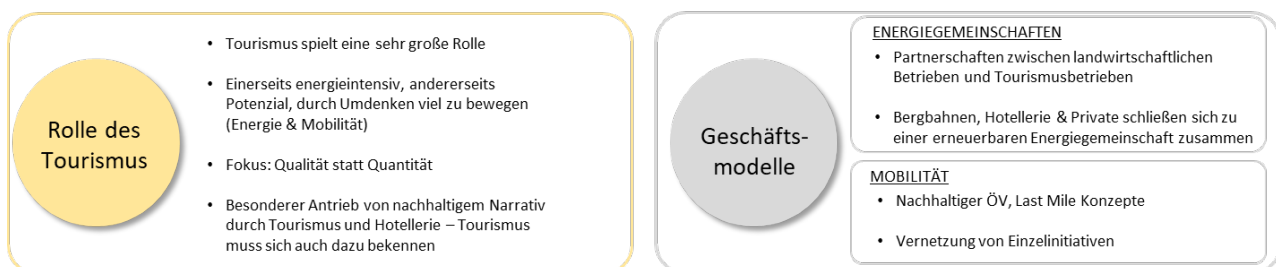 Rolle des
Tourismus
• Tourismus spielt eine sehr große Rolle
• Einerseits energieintensiv, andererseits
Potenzial, durch Umdenken viel zu bewegen
(Energie & Mobilität)
• Fokus: Qualität statt Quantität
• Besonderer Antrieb von nachhaltigem Narrativ
durch Tourismus und Hotellerie – Tourismus
muss sich auch dazu bekennen
Geschäfts-
modelle
ENERGIEGEMEINSCHAFTEN
• Partnerschaften zwischen landwirtschaftlichen
Betrieben und Tourismusbetrieben
• Bergbahnen, Hotellerie & Private schließen sich zu
einer erneuerbaren Energiegemeinschaft zusammen
MOBILITÄT
• Nachhaltiger ÖV, Last Mile Konzepte
• Vernetzung von Einzelinitiativen